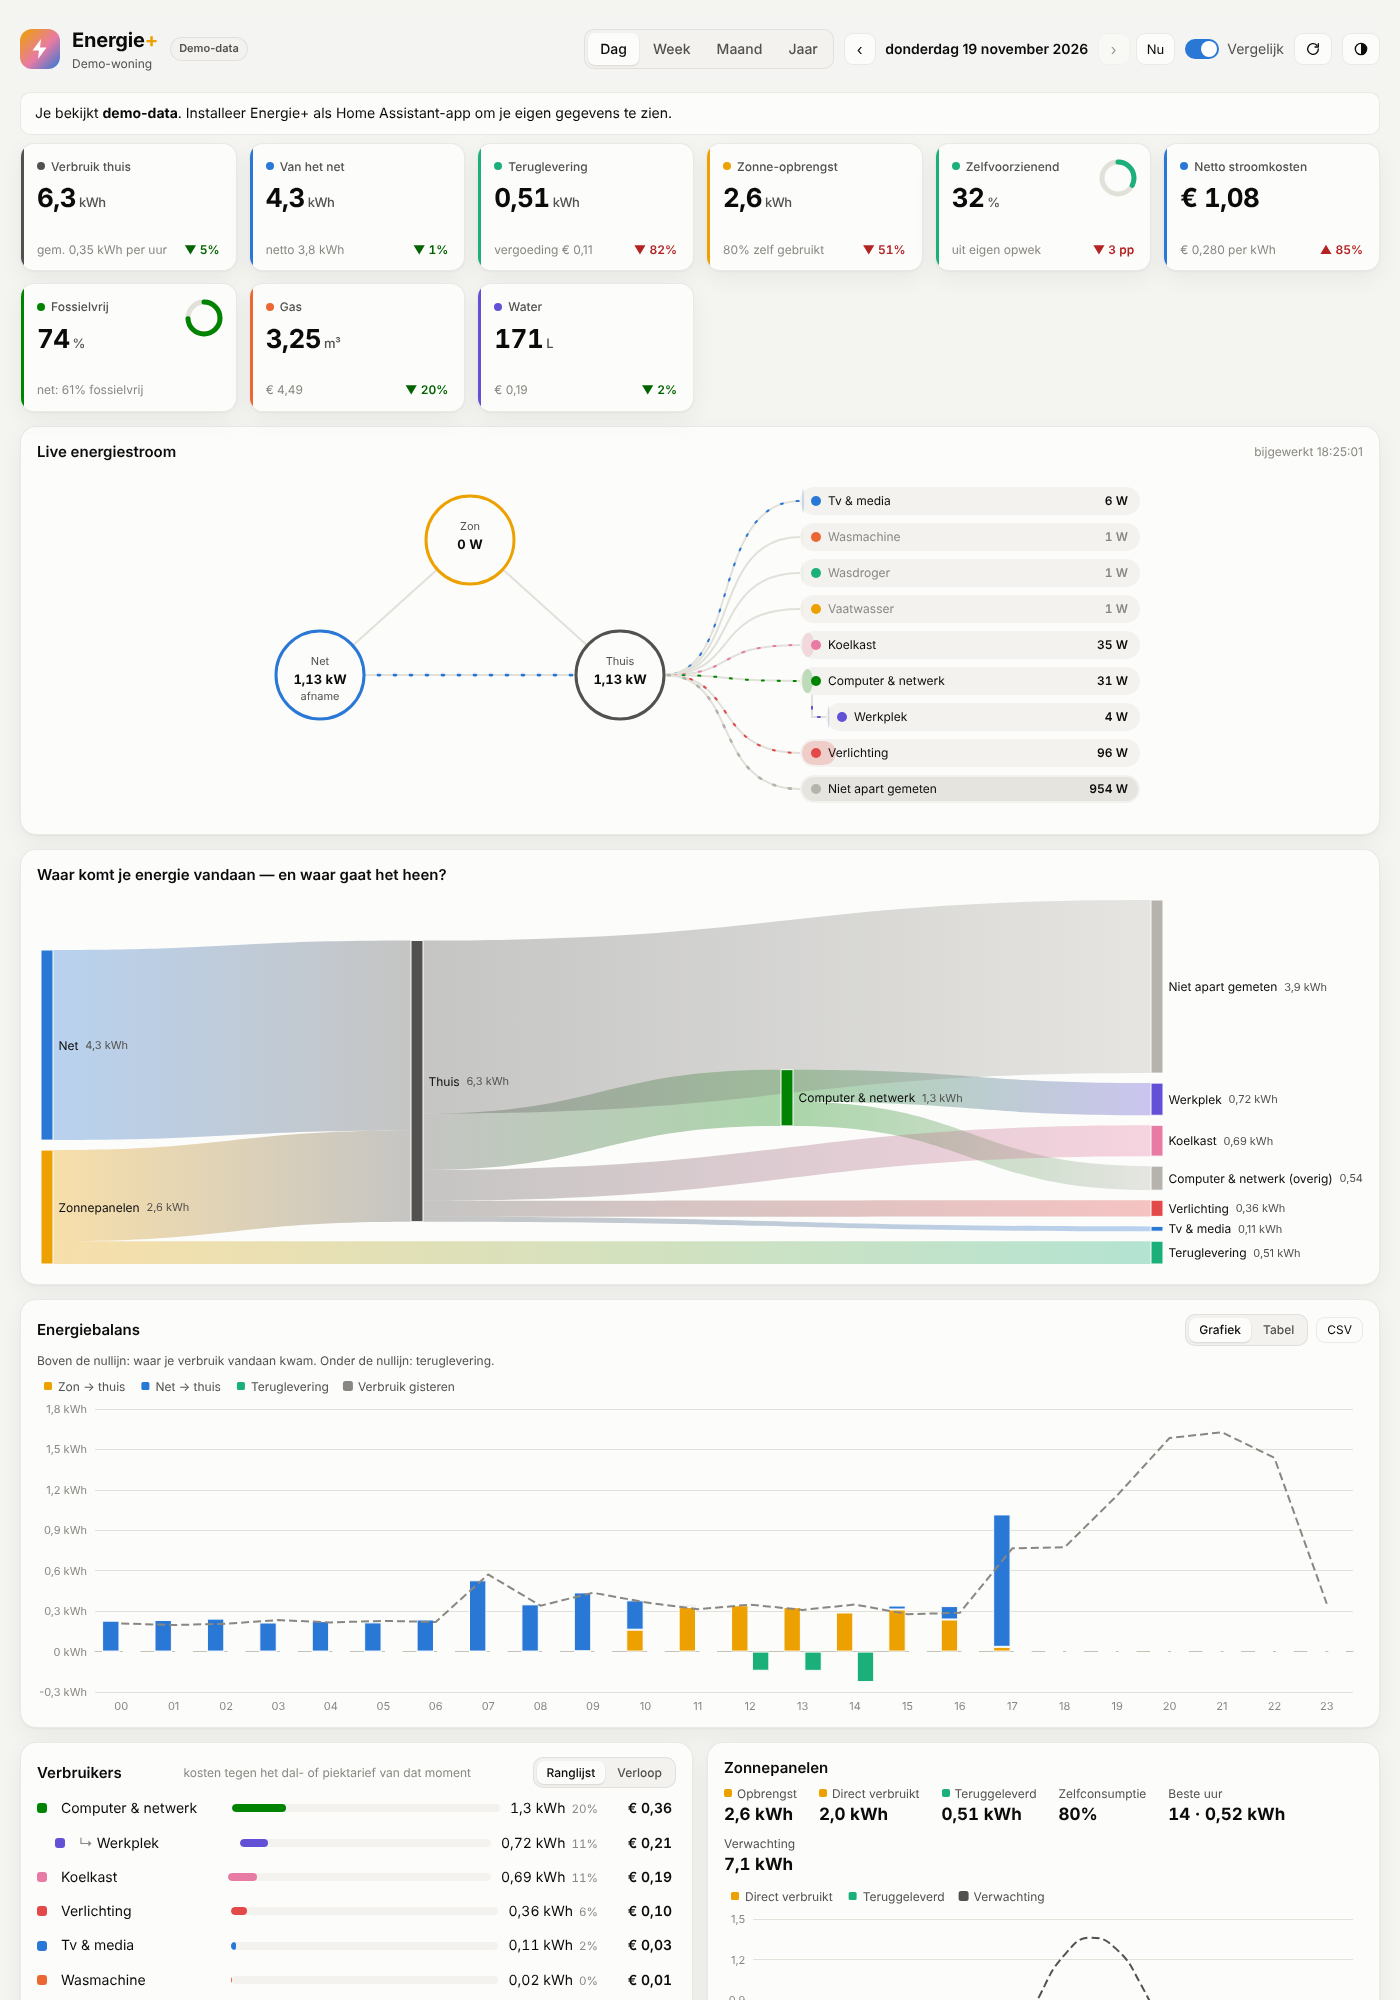 Energie+
Demo-woning
Demo-data
Dag Week Maand Jaar
‹ donderdag 19 november 2026 › Nu Vergelijk
Je bekijkt demo-data. Installeer Energie+ als Home Assistant-app om je eigen gegevens te zien.
Verbruik thuis
6,3 kWh
gem. 0,35 kWh per uur ▼ 5%
Van het net
4,3 kWh
netto 3,8 kWh ▼ 1%
Teruglevering
0,51 kWh
vergoeding € 0,11 ▼ 82%
Zonne-opbrengst
2,6 kWh
80% zelf gebruikt ▼ 51%
Zelfvoorzienend
32 %
uit eigen opwek ▼ 3 pp
Netto stroomkosten
€ 1,08
€ 0,280 per kWh ▲ 85%
Fossielvrij
74 %
net: 61% fossielvrij
Gas
3,25 m³
€ 4,49 ▼ 20%
Water
171 L
€ 0,19 ▼ 2%
Live energiestroom
bijgewerkt 18:25:01
Zon
0 W
Net
1,13 kW
afname
Thuis
1,13 kW
Tv & media 6 W
Wasmachine 1 W
Wasdroger 1 W
Vaatwasser 1 W
Koelkast 35 W
Computer & netwerk 31 W
Werkplek 4 W
Verlichting 96 W
Niet apart gemeten 954 W
Waar komt je energie vandaan — en waar gaat het heen?
Net 4,3 kWh
Zonnepanelen 2,6 kWh
Thuis 6,3 kWh
Computer & netwerk 1,3 kWh
Niet apart gemeten 3,9 kWh
Werkplek 0,72 kWh
Koelkast 0,69 kWh
Computer & netwerk (overig) 0,54
Verlichting 0,36 kWh
Tv & media 0,11 kWh
Teruglevering 0,51 kWh
Energiebalans
Grafiek Tabel CSV
Boven de nullijn: waar je verbruik vandaan kwam. Onder de nullijn: teruglevering.
Zon → thuis Net → thuis Teruglevering Verbruik gisteren
1,8 kWh
1,5 kWh
1,2 kWh
0,9 kWh
0,6 kWh
0,3 kWh
0 kWh
-0,3 kWh
00 01 02 03 04 05 06 07 08 09 10 11 12 13 14 15 16 17 18 19 20 21 22 23
Verbruikers
kosten tegen het dal- of piektarief van dat moment
Ranglijst Verloop
Computer & netwerk 1,3 kWh 20% € 0,36
↳ Werkplek 0,72 kWh 11% € 0,21
Koelkast 0,69 kWh 11% € 0,19
Verlichting 0,36 kWh 6% € 0,10
Tv & media 0,11 kWh 2% € 0,03
Wasmachine 0,02 kWh 0% € 0,01
Zonnepanelen
Opbrengst
2,6 kWh
Direct verbruikt
2,0 kWh
Teruggeleverd
0,51 kWh
Zelfconsumptie
80%
Beste uur
14 · 0,52 kWh
Verwachting
7,1 kWh
Direct verbruikt Teruggeleverd Verwachting
1,5
1,2
0,9